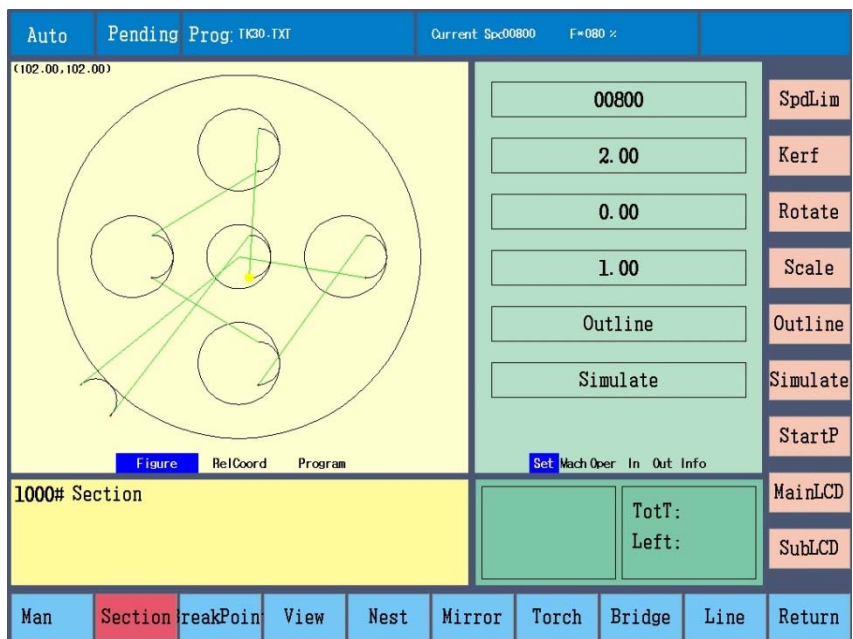 Auto Pending Prog: TK30.TXT Current Spc00800 F*080 %
(102.00,102.00)
00800 SpdLim
2.00 Kerf
0.00 Rotate
1.00 Scale
Outline Outline
Simulate Simulate
StartP
Figure RelCoord Program Set Mach Oper In Out Info
1000# Section MainLCD
TotT:
Left: SubLCD
Man Section reakPoin View Nest Mirror Torch Bridge Line Return